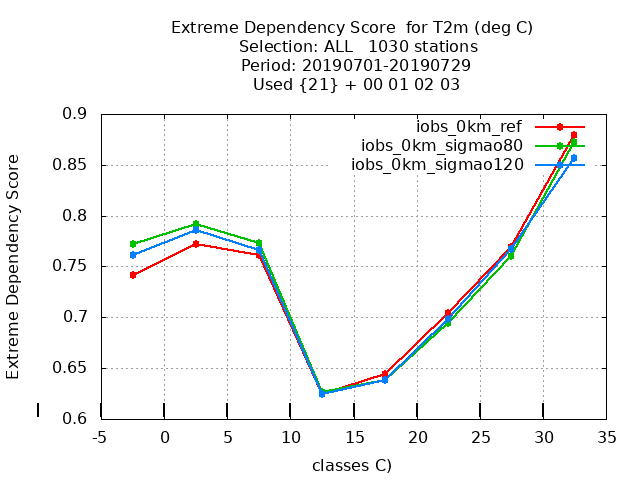 Extreme Dependency Score  for T2m (deg C)
Selection: ALL   1030 stations
Period: 20190701-20190729
Used {21} + 00 01 02 03
iobs_0km_ref
iobs_0km_sigmao80
iobs_0km_sigmao120
Extreme Dependency Score
0.9
0.85
0.8
0.75
0.7
0.65
0.6
-5 0 5 10 15 20 25 30 35
classes C)